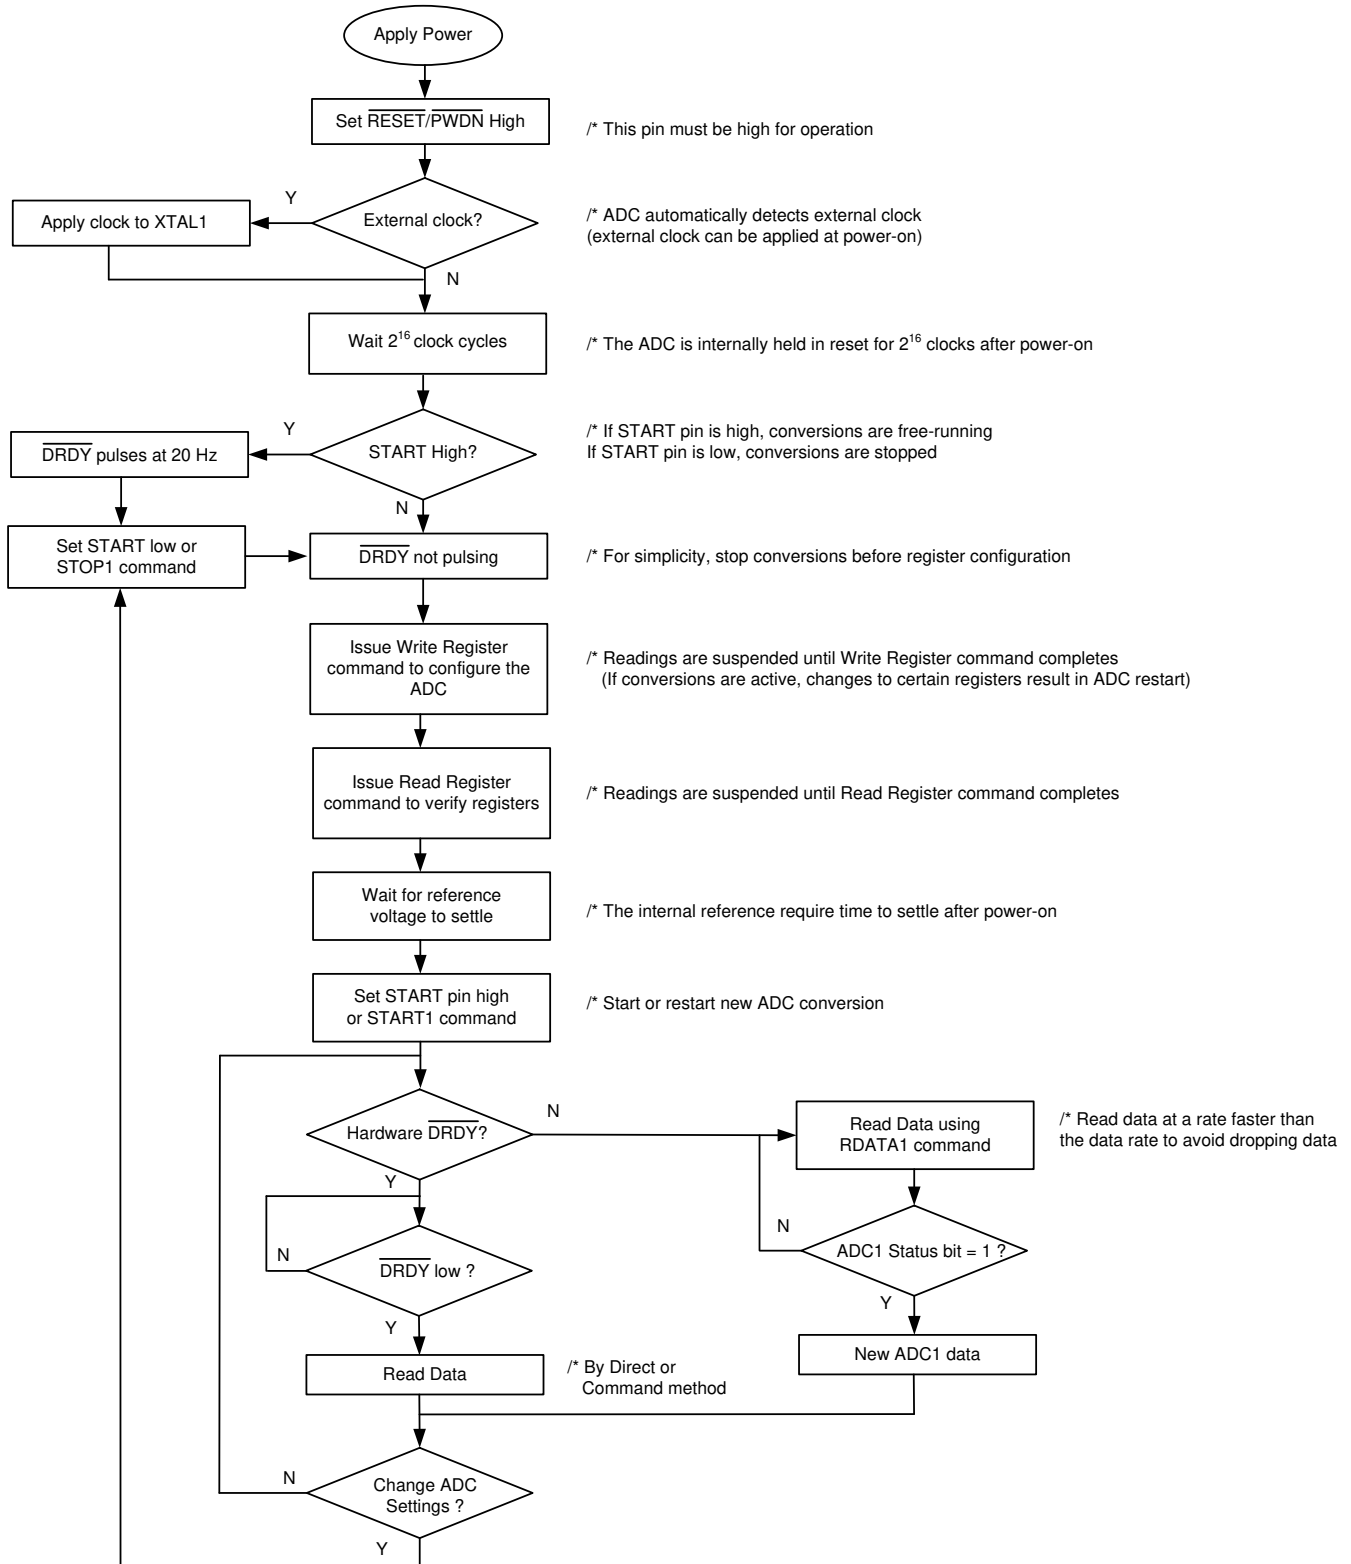 Apply Power
Set RESET/PWDN High
/* This pin must be high for operation
External clock?
Y
Apply clock to XTAL1
/* ADC automatically detects external clock
(external clock can be applied at power-on)
N
Wait 2^16 clock cycles
/* The ADC is internally held in reset for 2^16 clocks after power-on
START High?
Y
DRDY pulses at 20 Hz
/* If START pin is high, conversions are free-running
If START pin is low, conversions are stopped
N
Set START low or
STOP1 command
DRDY not pulsing
/* For simplicity, stop conversions before register configuration
Issue Write Register
command to configure the
ADC
/* Readings are suspended until Write Register command completes
(If conversions are active, changes to certain registers result in ADC restart)
Issue Read Register
command to verify registers
/* Readings are suspended until Read Register command completes
Wait for reference
voltage to settle
/* The internal reference require time to settle after power-on
Set START pin high
or START1 command
/* Start or restart new ADC conversion
Hardware DRDY?
N
Read Data using
RDATA1 command
/* Read data at a rate faster than
the data rate to avoid dropping data
Y
N
ADC1 Status bit = 1 ?
N
DRDY low ?
Y
Y
New ADC1 data
Read Data
/* By Direct or
Command method
N
Change ADC
Settings ?
Y